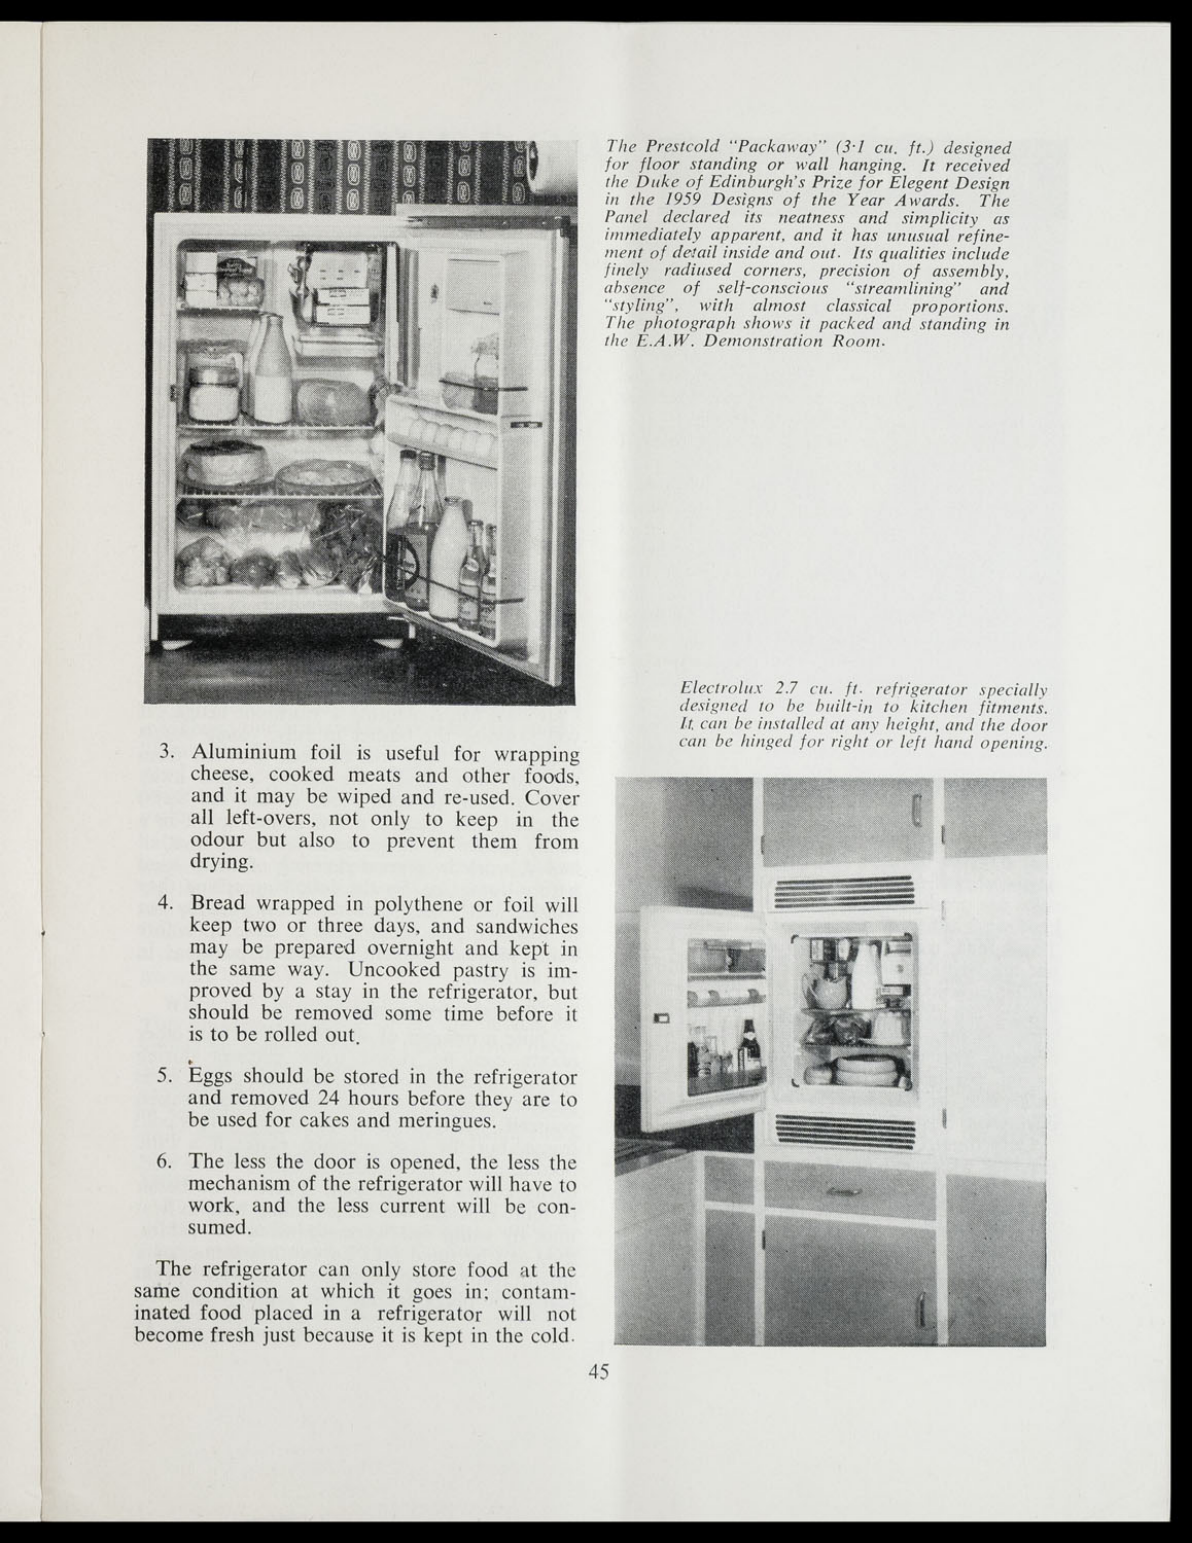 The Prestcold “Packaway” (3·1 cu. ft.) designed
for floor standing or wall hanging. It received
the Duke of Edinburgh's Prize for Elegent Design
in the 1959 Designs of the Year Awards. The
Panel declared its neatness and simplicity as
immediately apparent, and it has unusual refine-
ment of detail inside and out. Its qualities include
finely radiused corners, precision of assembly,
absence of self-conscious “streamlining” and
“styling”, with almost classical proportions.
The photograph shows it packed and standing in
the E.A.W. Demonstration Room.
3. Aluminium foil is useful for wrapping
cheese, cooked meats and other foods,
and it may be wiped and re-used. Cover
all left-overs, not only to keep in the
odour but also to prevent them from
drying.
4. Bread wrapped in polythene or foil will
keep two or three days, and sandwiches
may be prepared overnight and kept in
the same way. Uncooked pastry is im-
proved by a stay in the refrigerator, but
should be removed some time before it
is to be rolled out.
5. Eggs should be stored in the refrigerator
and removed 24 hours before they are to
be used for cakes and meringues.
6. The less the door is opened, the less the
mechanism of the refrigerator will have to
work, and the less current will be con-
sumed.
The refrigerator can only store food at the
same condition at which it goes in; contam-
inated food placed in a refrigerator will not
become fresh just because it is kept in the cold.
Electrolux 2.7 cu. ft. refrigerator specially
designed to be built-in to kitchen fitments.
It can be installed at any height, and the door
can be hinged for right or left hand opening.
45